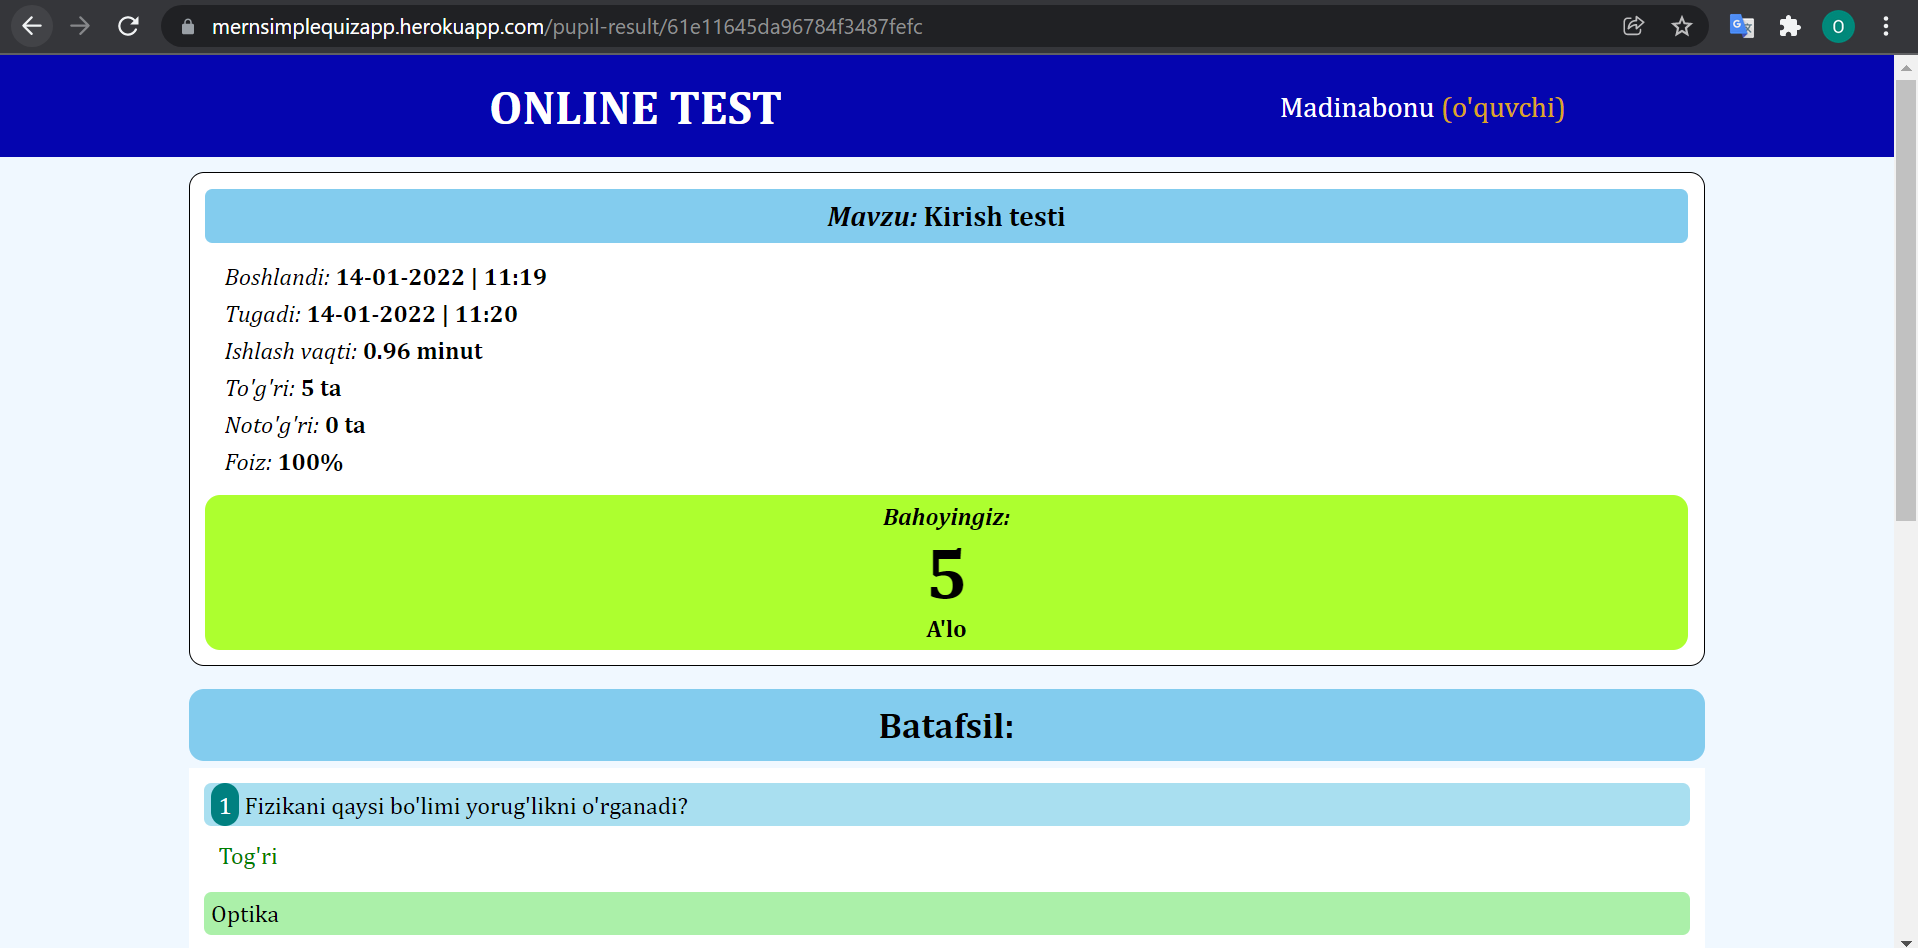 mernsimplequizapp.herokuapp.com/pupil-result/61e11645da96784f3487fefc
O
ONLINE TEST
Madinabonu (o'quvchi)
Mavzu: Kirish testi
Boshlandi: 14-01-2022 | 11:19
Tugadi: 14-01-2022 | 11:20
Ishlash vaqti: 0.96 minut
To'g'ri: 5 ta
Noto'g'ri: 0 ta
Foiz: 100%
Bahoyingiz:
5
A'lo
Batafsil:
1 Fizikani qaysi bo'limi yorug'likni o'rganadi?
Tog'ri
Optika